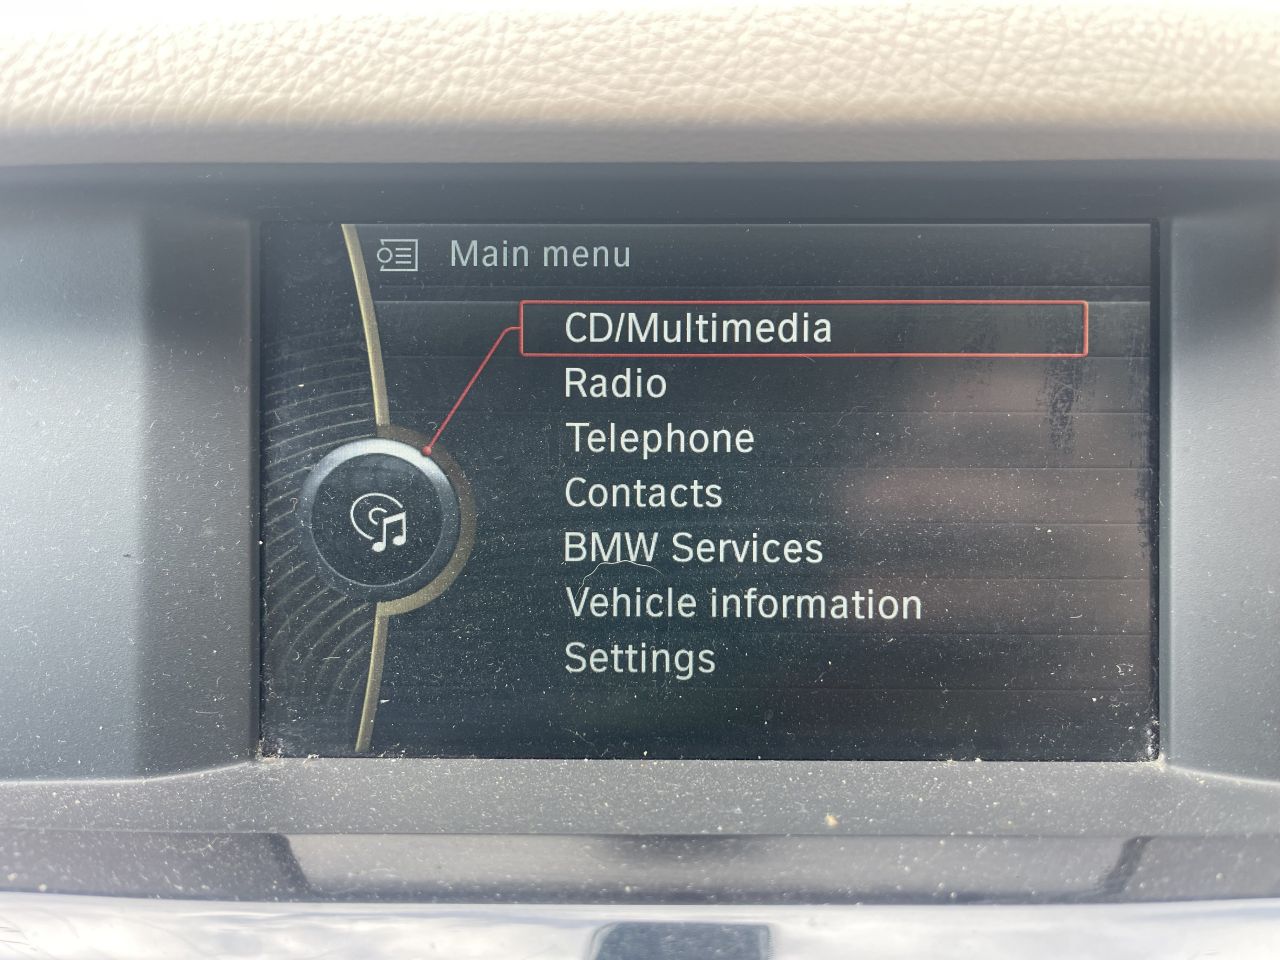 Main menu
CD/Multimedia
Radio
Telephone
Contacts
BMW Services
Vehicle information
Settings